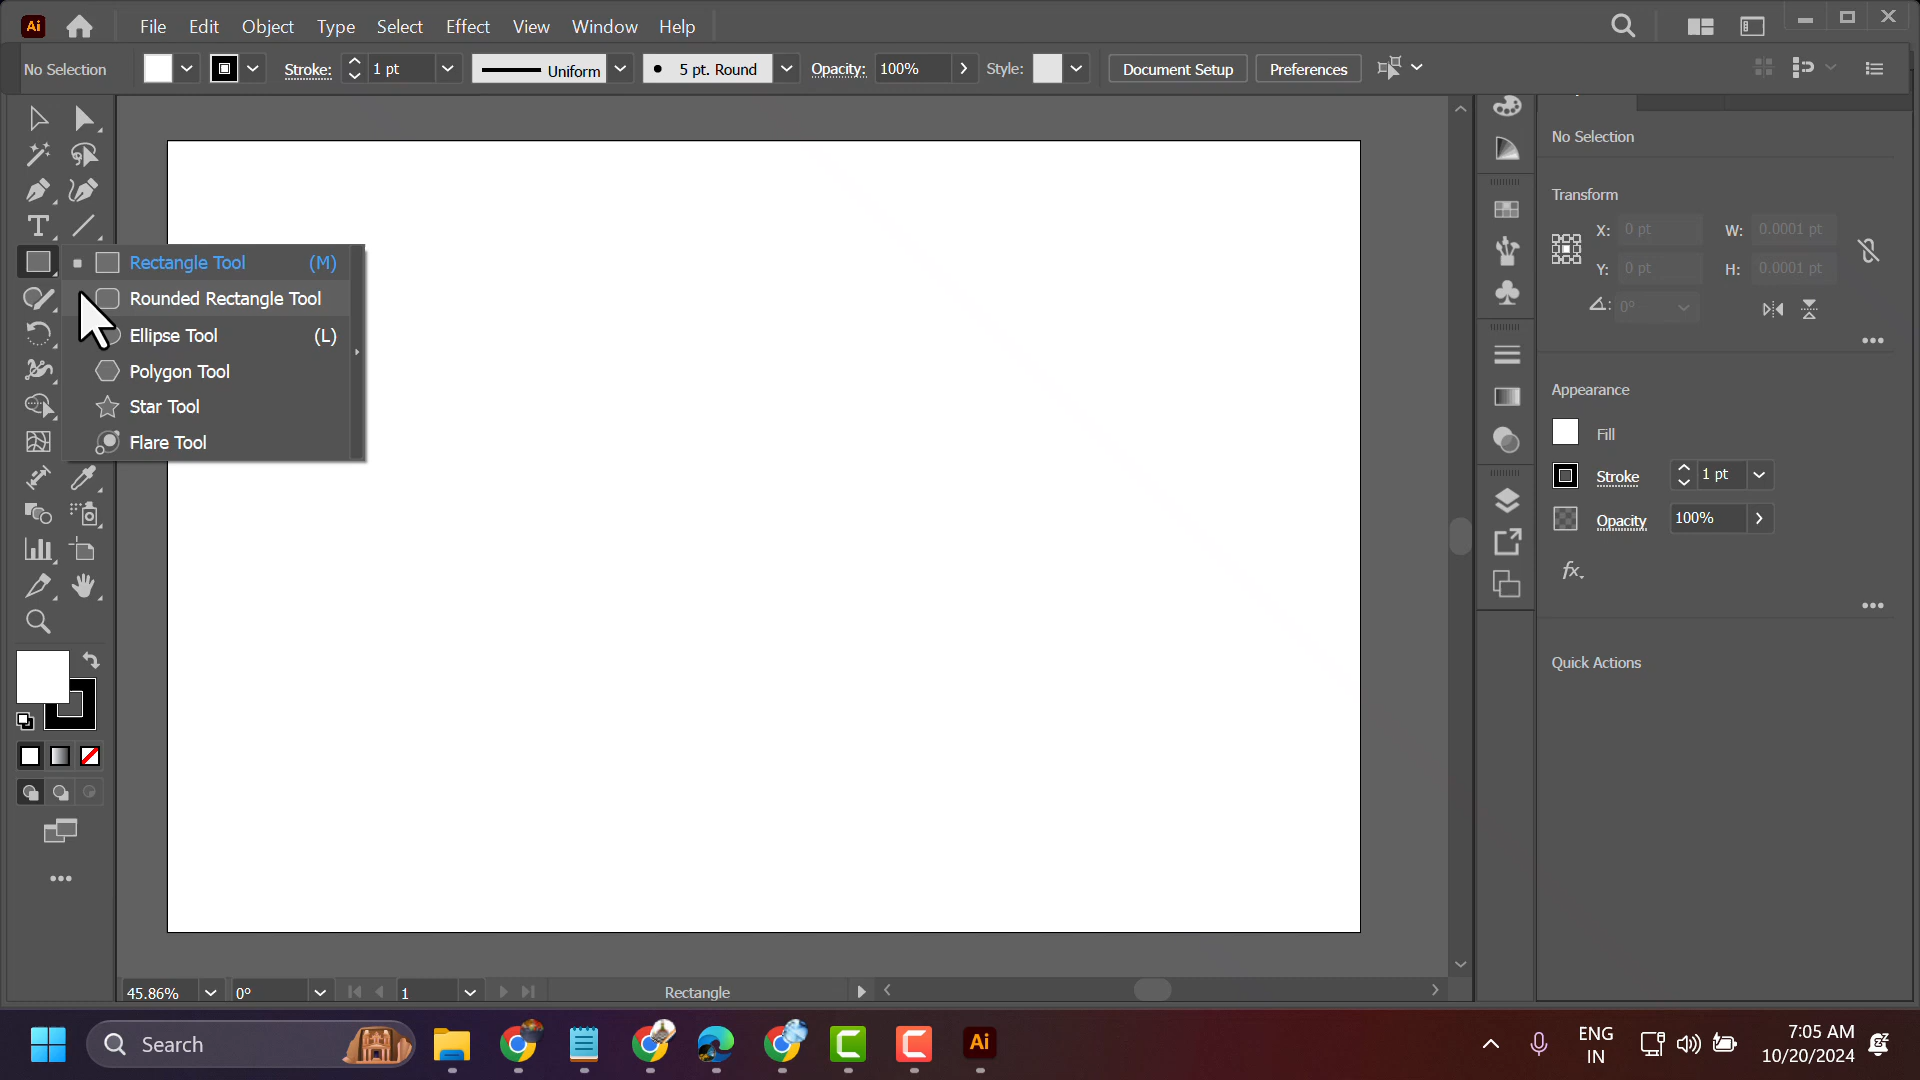 Ai File Edit Object Type Select Effect View Window Help
No Selection Stroke: 1 pt Uniform 5 pt. Round Opacity: 100% Style: Document Setup Preferences
No Selection
Transform
X: 0 pt W: 0.0001 pt
Y: 0 pt H: 0.0001 pt
0°
Rectangle Tool (M)
Rounded Rectangle Tool
Ellipse Tool (L)
Polygon Tool
Star Tool
Flare Tool
Appearance
Fill
Stroke 1 pt
Opacity 100%
fx
Quick Actions
45.86% 0° 1 Rectangle
Search Ai ENG 7:05 AM
IN 10/20/2024